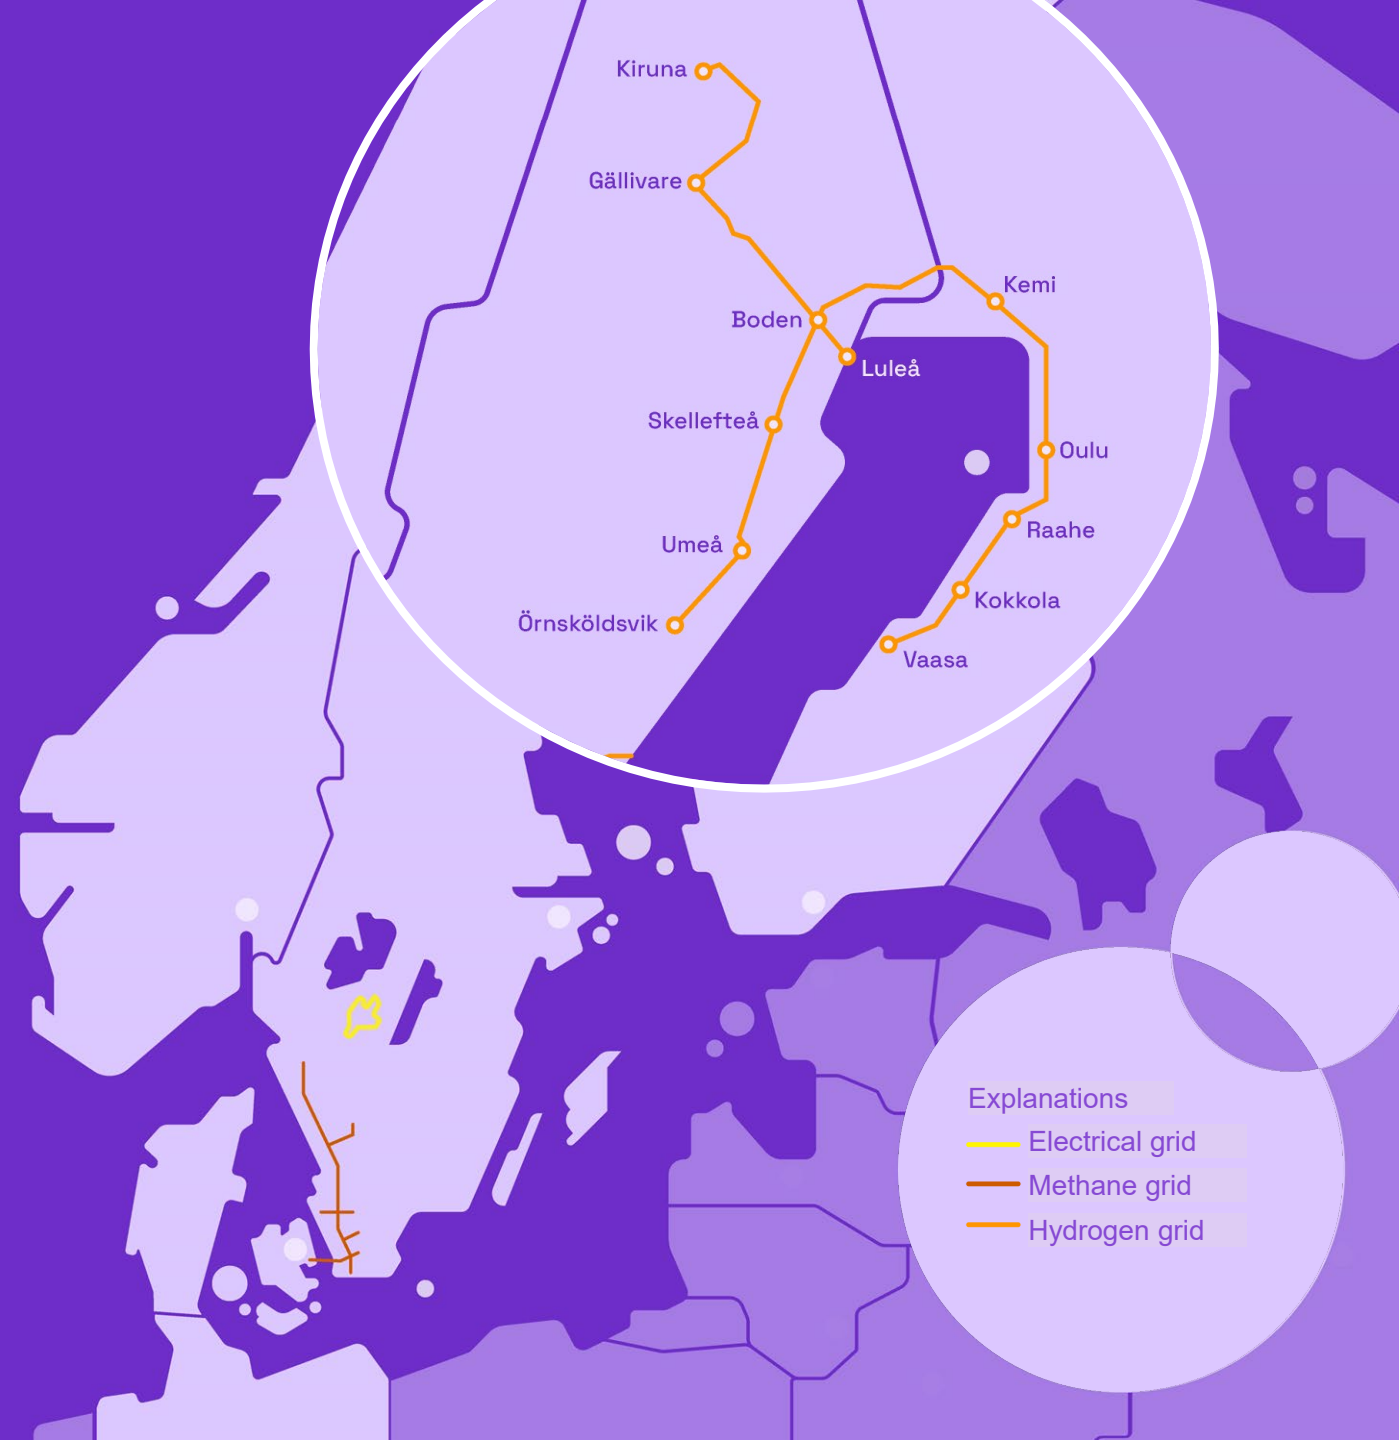 Kiruna
Gällivare
Kemi
Boden
Luleå
Skellefteå
Oulu
Raahe
Umeå
Kokkola
Örnsköldsvik
Vaasa
Explanations
Electrical grid
Methane grid
Hydrogen grid